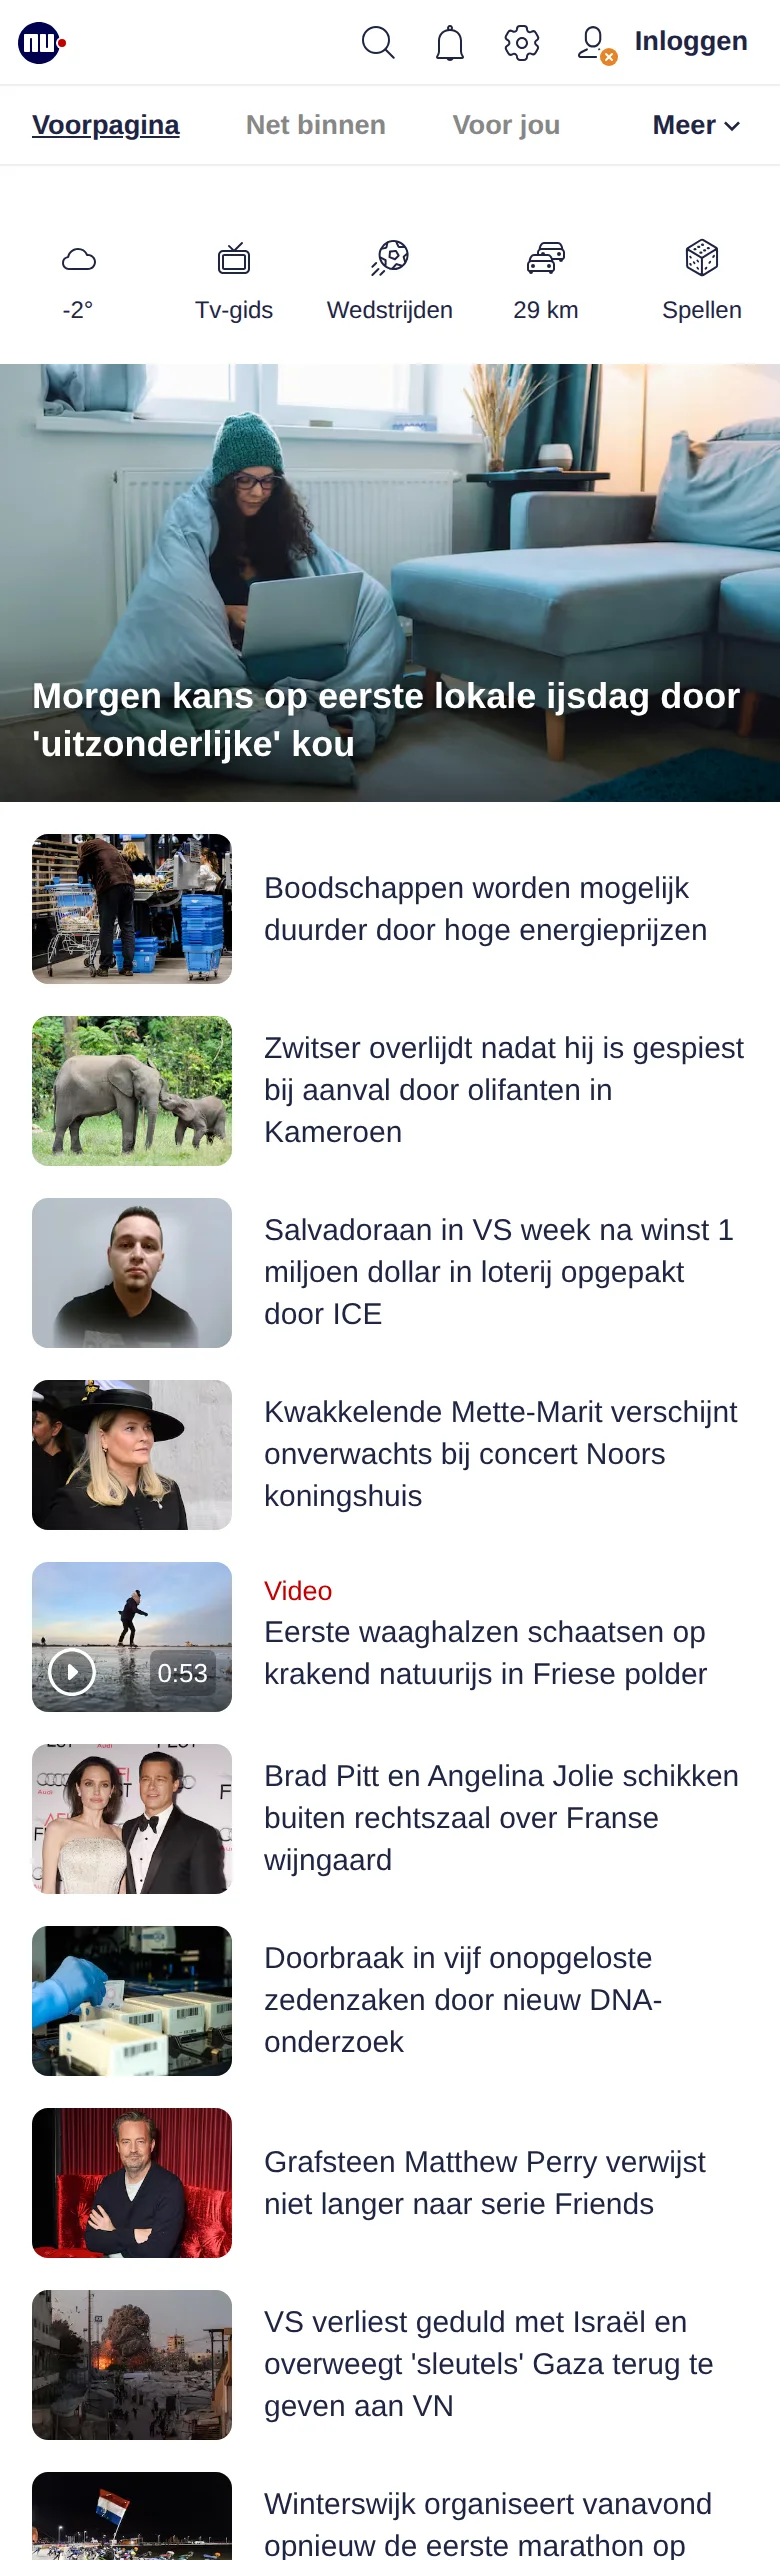 nu
Inloggen
Voorpagina Net binnen Voor jou Meer
-2° Tv-gids Wedstrijden 29 km Spellen
Morgen kans op eerste lokale ijsdag door
'uitzonderlijke' kou
Boodschappen worden mogelijk
duurder door hoge energieprijzen
Zwitser overlijdt nadat hij is gespiest
bij aanval door olifanten in
Kameroen
Salvadoraan in VS week na winst 1
miljoen dollar in loterij opgepakt
door ICE
Kwakkelende Mette-Marit verschijnt
onverwachts bij concert Noors
koningshuis
0:53
Video
Eerste waaghalzen schaatsen op
krakend natuurijs in Friese polder
Audi
Brad Pitt en Angelina Jolie schikken
buiten rechtszaal over Franse
wijngaard
Doorbraak in vijf onopgeloste
zedenzaken door nieuw DNA-
onderzoek
Grafsteen Matthew Perry verwijst
niet langer naar serie Friends
VS verliest geduld met Israël en
overweegt 'sleutels' Gaza terug te
geven aan VN
Winterswijk organiseert vanavond
opnieuw de eerste marathon op